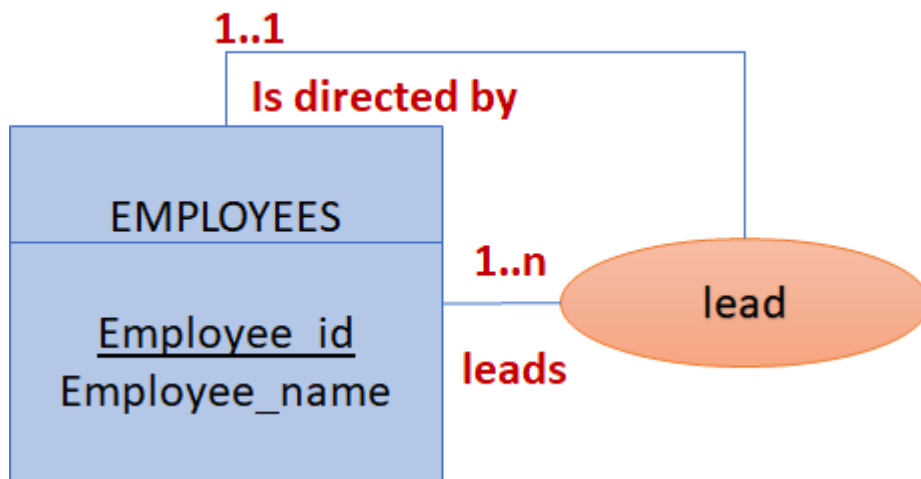 1..1
Is directed by
EMPLOYEES
1..n
lead
Employee_id
leads
Employee_name